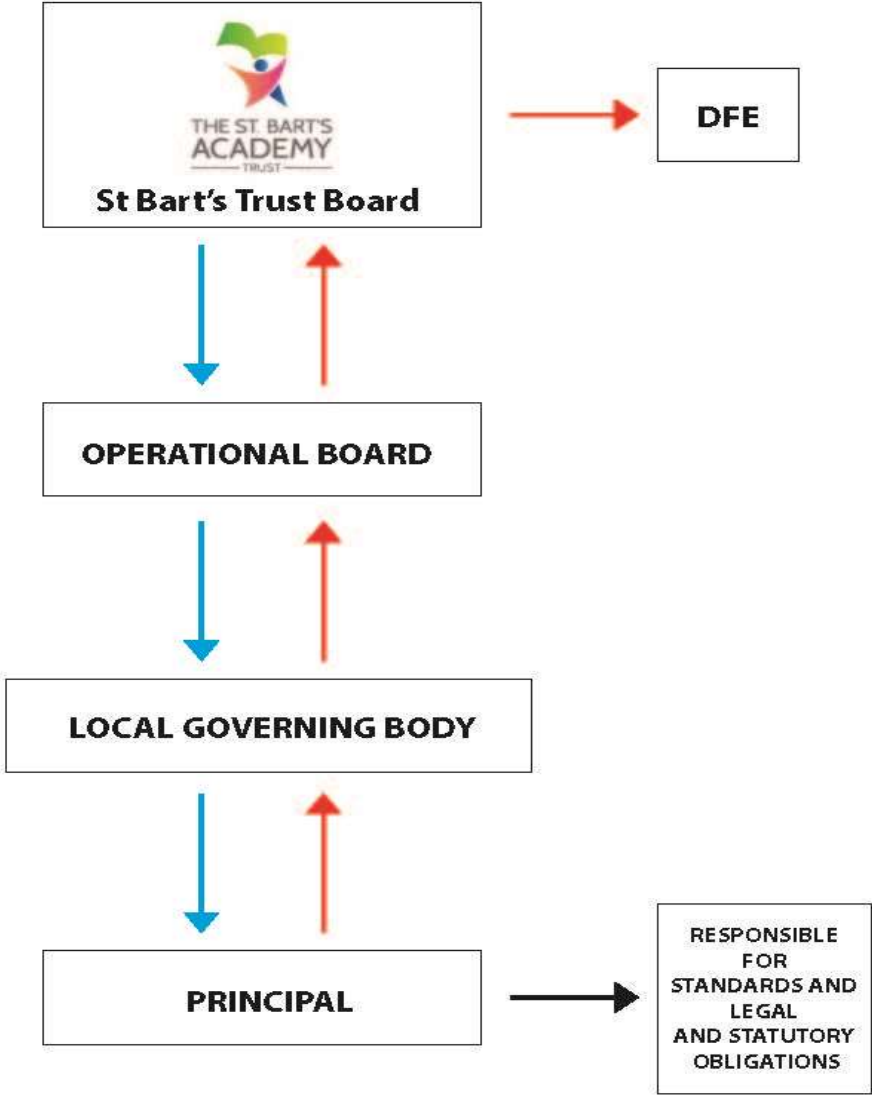 THE ST. BART'S
ACADEMY
TRUST
St Bart's Trust Board
DFE
OPERATIONAL BOARD
LOCAL GOVERNING BODY
PRINCIPAL
RESPONSIBLE
FOR
STANDARDS AND
LEGAL
AND STATUTORY
OBLIGATIONS